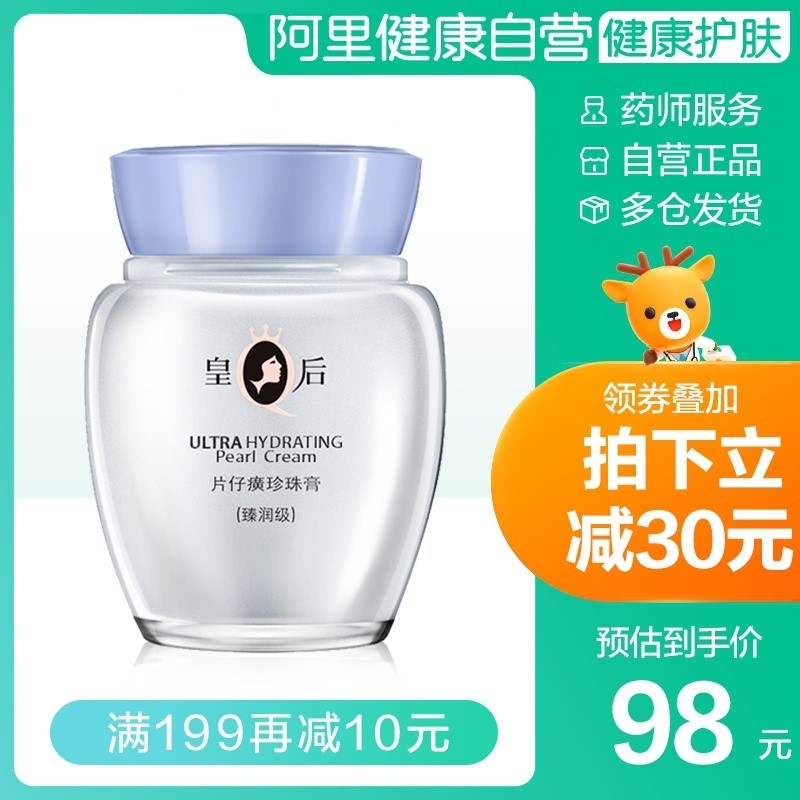 阿里健康自营 健康护肤
药师服务
自营正品
多仓发货
皇 后
ULTRA HYDRATING
Pearl Cream
片仔癀珍珠膏
(臻润级)
领券叠加
拍下立
减30元
预估到手价
98元
满199再减10元